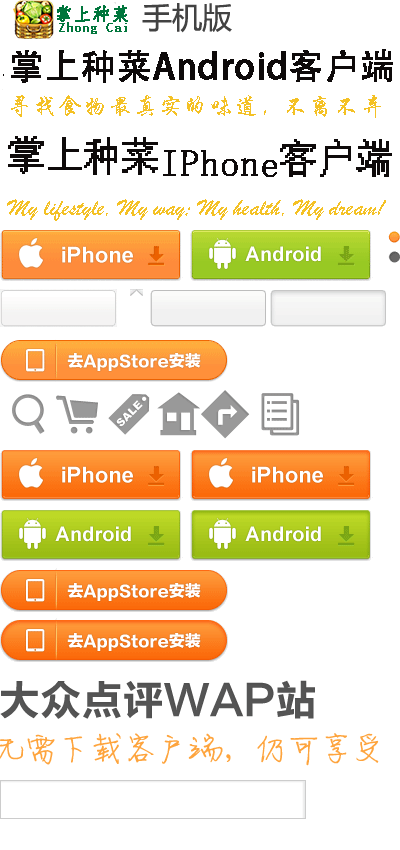 掌上种菜 手机版
Zhong Cai
掌上种菜Android客户端
寻找食物最真实的味道，不离不弃
掌上种菜IPhone客户端
My lifestyle, My way: My health, My dream!
iPhone Android
去AppStore安装
SALE
iPhone iPhone
Android Android
去AppStore安装
去AppStore安装
大众点评WAP站
无需下载客户端，仍可享受